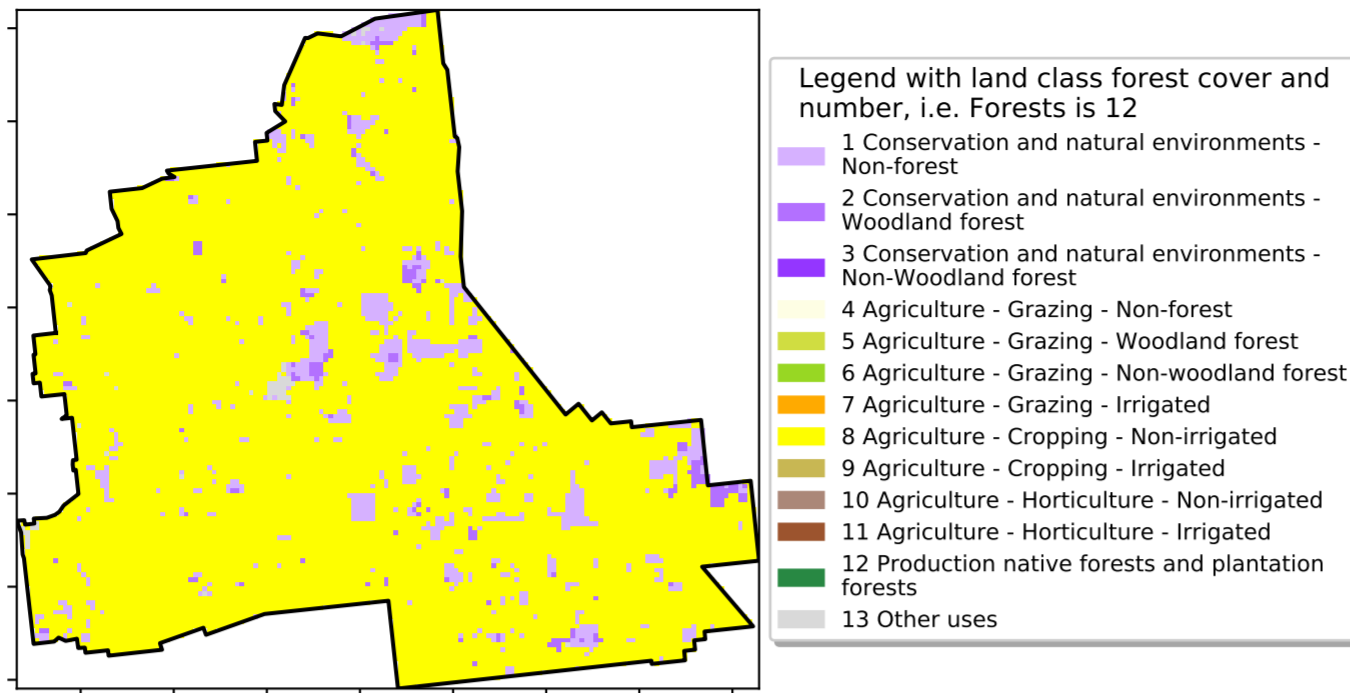 Legend with land class forest cover and
number, i.e. Forests is 12
1 Conservation and natural environments -
Non-forest
2 Conservation and natural environments -
Woodland forest
3 Conservation and natural environments -
Non-Woodland forest
4 Agriculture - Grazing - Non-forest
5 Agriculture - Grazing - Woodland forest
6 Agriculture - Grazing - Non-woodland forest
7 Agriculture - Grazing - Irrigated
8 Agriculture - Cropping - Non-irrigated
9 Agriculture - Cropping - Irrigated
10 Agriculture - Horticulture - Non-irrigated
11 Agriculture - Horticulture - Irrigated
12 Production native forests and plantation
forests
13 Other uses